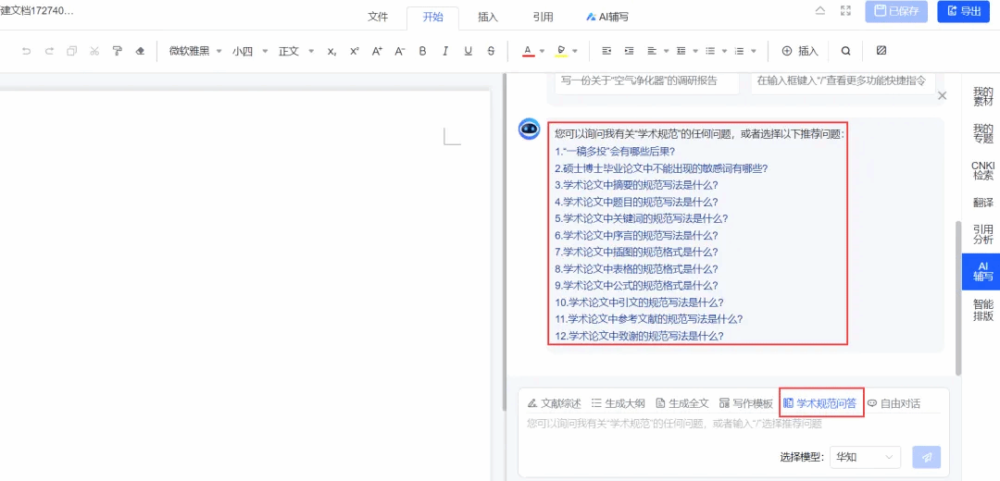 建文档172740...
文件 开始 插入 引用 AI辅写
已保存 导出
微软雅黑 小四 正文 X₂ X² A⁺ A⁻ B I U S A 插入
写一份关于“空气净化器”的调研报告
在输入框键入“/”查看更多功能快捷指令
您可以询问我有关“学术规范”的任何问题，或者选择以下推荐问题：
1.“一稿多投”会有哪些后果?
2.硕士博士毕业论文中不能出现的敏感词有哪些?
3.学术论文中摘要的规范写法是什么?
4.学术论文中题目的规范写法是什么?
5.学术论文中关键词的规范写法是什么?
6.学术论文中序言的规范写法是什么?
7.学术论文中插图的规范格式是什么?
8.学术论文中表格的规范格式是什么?
9.学术论文中公式的规范格式是什么?
10.学术论文中引文的规范写法是什么?
11.学术论文中参考文献的规范写法是什么?
12.学术论文中致谢的规范写法是什么?
文献综述 生成大纲 生成全文 写作模板 学术规范问答 自由对话
您可以询问我有关“学术规范”的任何问题，或者输入“/”选择推荐问题
选择模型： 华知
我的
素材
我的
专题
CNKI
检索
翻译
引用
分析
AI
辅写
智能
排版